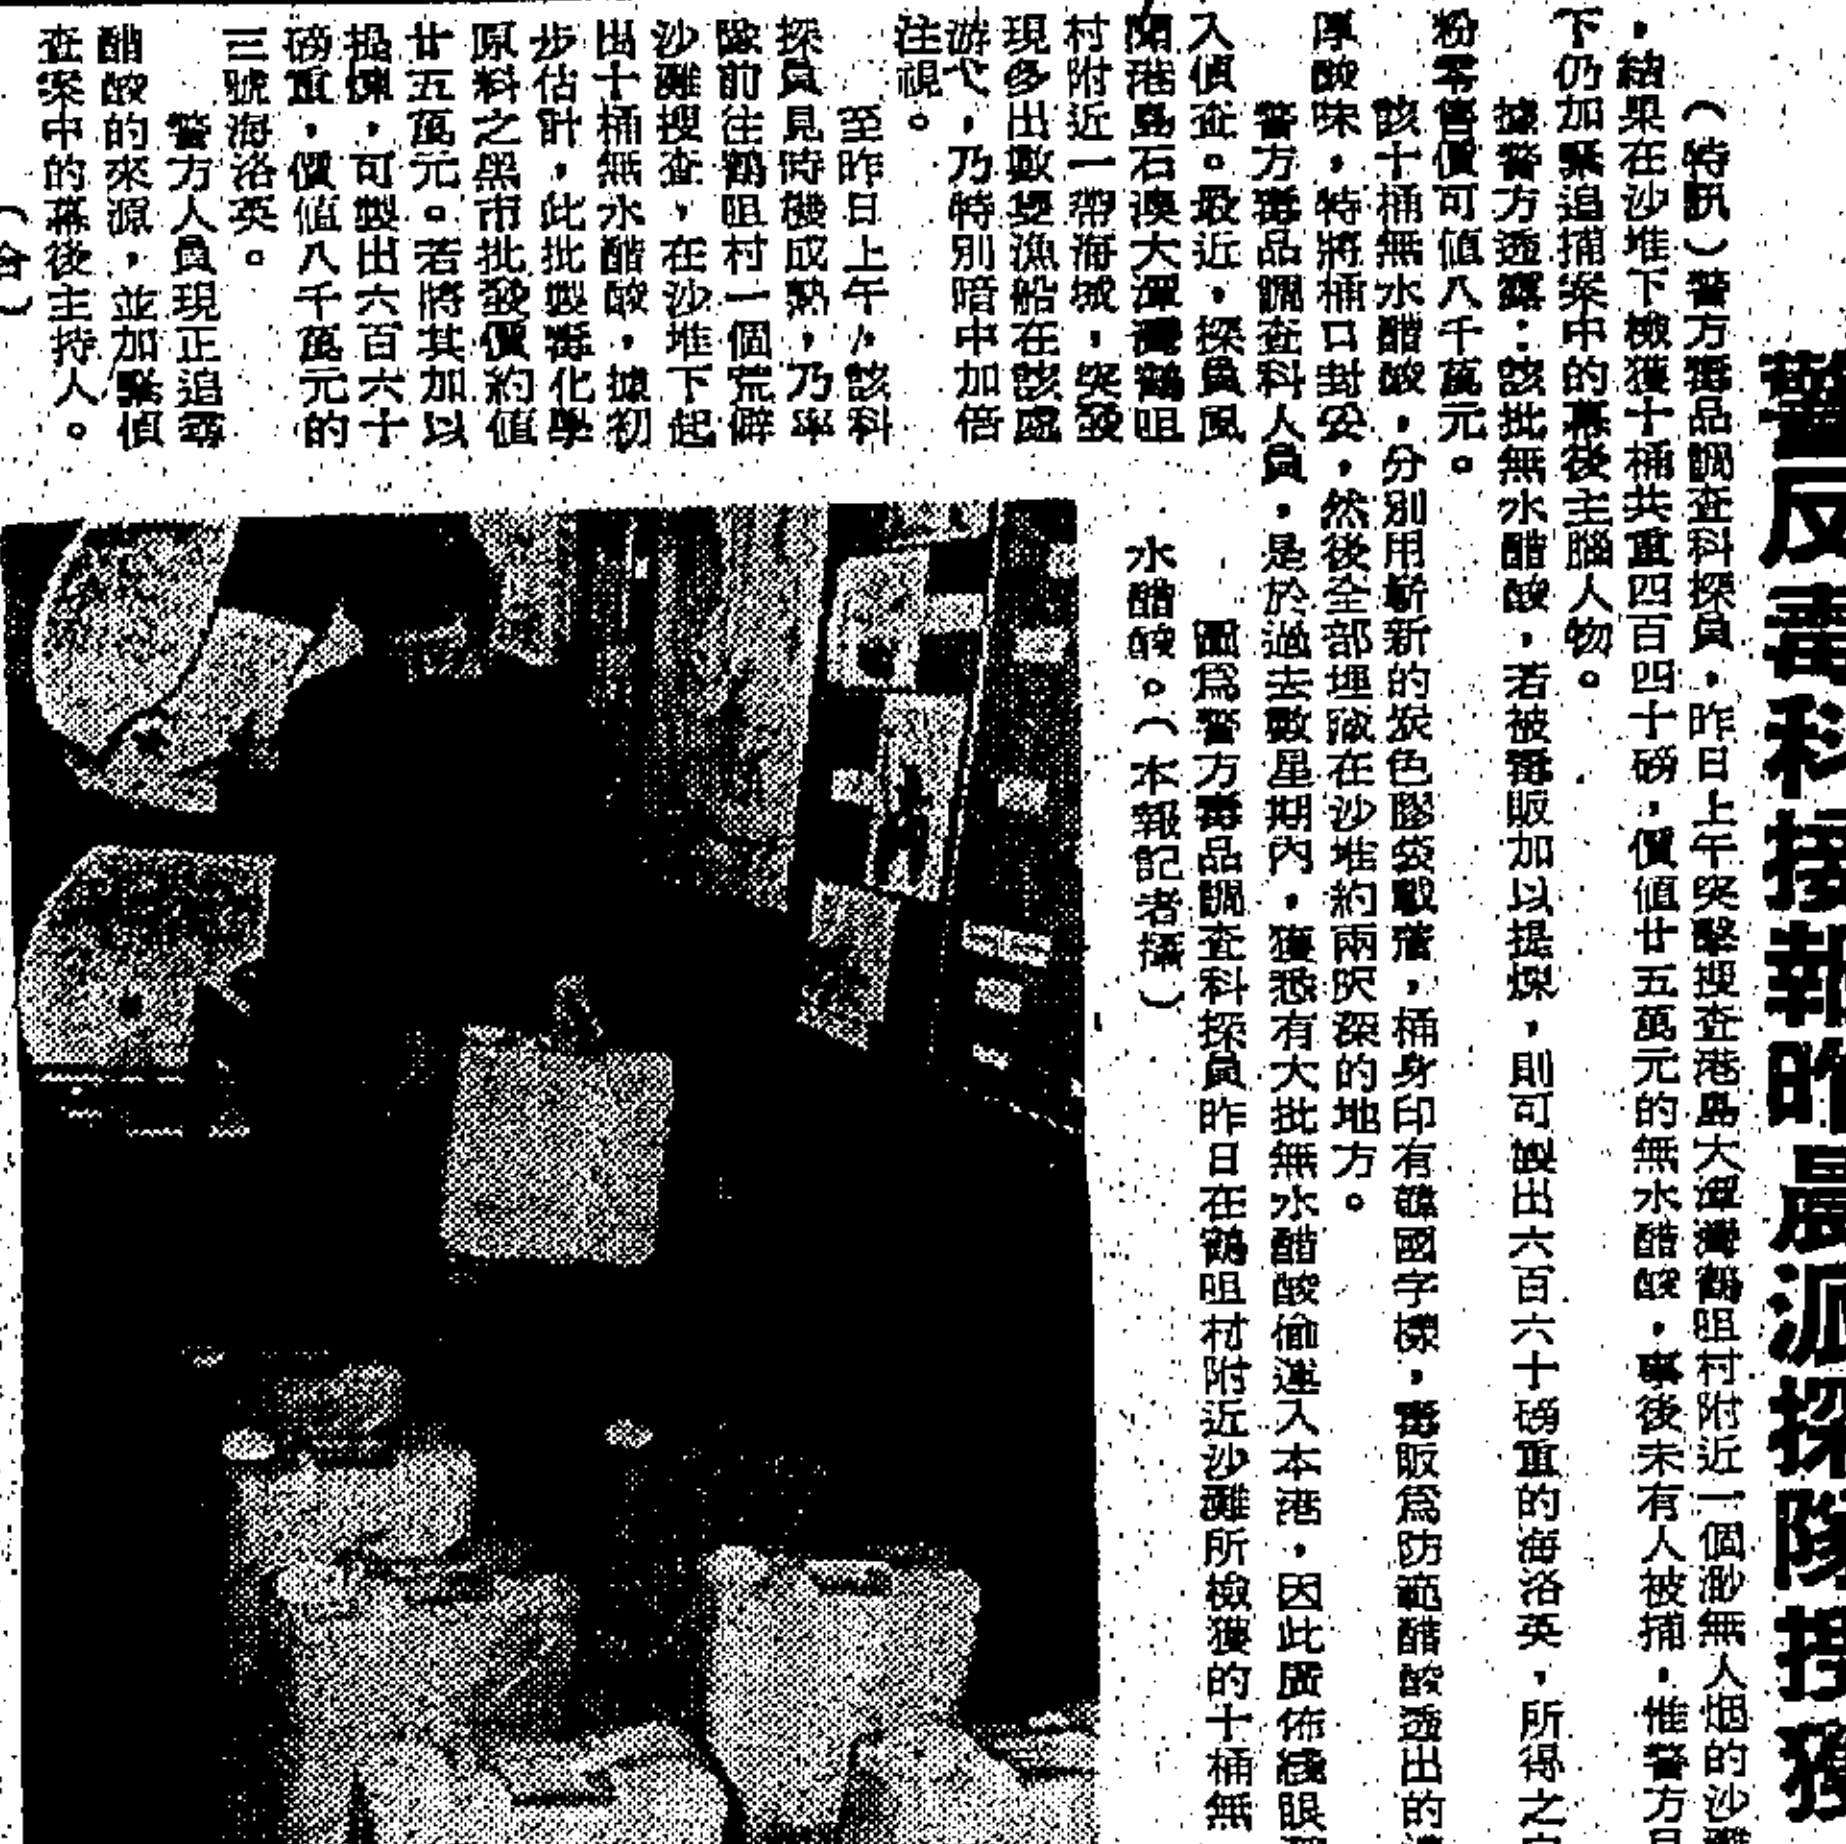 警反毒科接報昨晨派探隊搜
（特訊）警方毒品調查科探員，昨日上午突擊搜查港島大潭灣鶴咀村附近一個渺無人烟的沙灘
，結果在沙堆下檢獲十桶共重四百四十磅，價值廿五萬元的無水醋酸，事後未有人被捕，惟警方
下仍加緊追捕案中的幕後主腦人物。
據警方透露：該批無水醋酸，若被毒販加以提煉，則可製出六百六十磅重的海洛英，所得之
粉零售價可值八千萬元。
該十桶無水醋酸，分別用嶄新的灰色膠袋載着，桶身印有韓國字樣，毒販爲防範醋酸透出的
厚酸味，特將桶口封妥，然後全部埋藏在沙堆約兩呎深的地方。
警方毒品調查科人員，是於過去數星期內，獲悉有大批無水醋酸偷運入本港，因此廣佈綫眼
入偵查。最近，探員風
聞港島石澳大潭灣鶴咀
村附近一帶海域，突發
現多出數艘漁船在該處
游弋，乃特別暗中加倍
注視。
至昨日上午，該科
探員見時機成熟，乃率
隊前往鶴咀村一個荒僻
沙灘搜查，在沙堆下起
出十桶無水醋酸，據初
步估計，此批製毒化學
原料之黑市批發價約值
廿五萬元。若將其加以
提煉，可製出六百六十
磅重，價值八千萬元的
三號海洛英。
警方人員現正追尋
醋酸的來源，並加緊偵
查案中的幕後主持人。
圖爲警方毒品調查科探員昨日在鶴咀村附近沙灘所檢獲的十桶無
水醋酸。（本報記者攝）